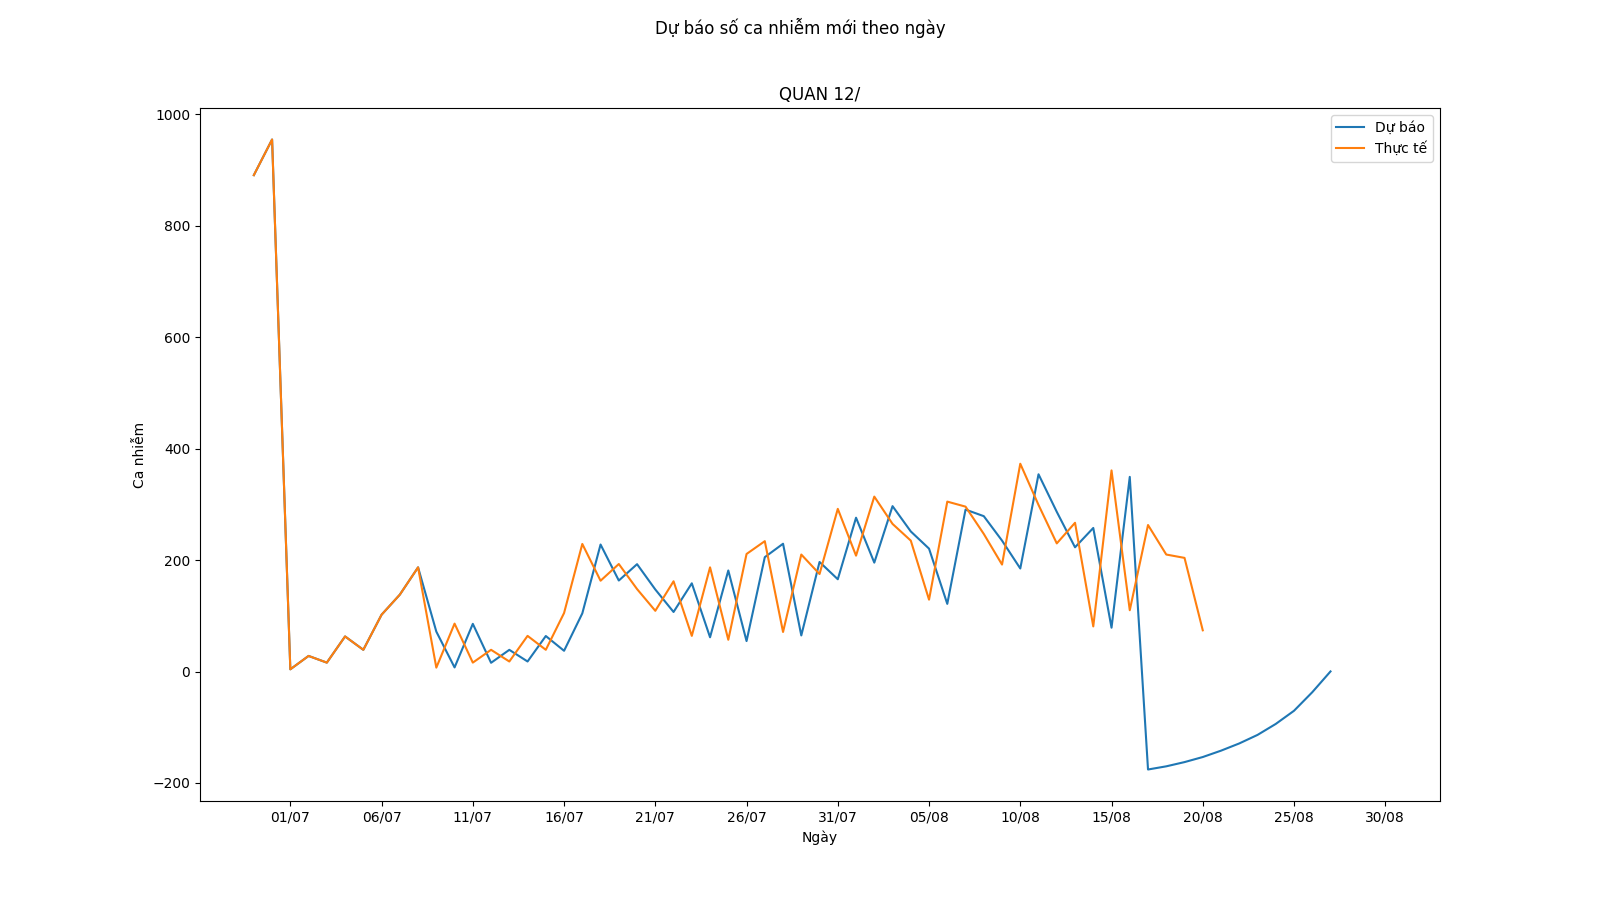 Dự báo số ca nhiễm mới theo ngày
QUAN 12/
Dự báo
Thực tế
1000
800
600
400
200
0
−200
Ca nhiễm
01/07 06/07 11/07 16/07 21/07 26/07 31/07 05/08 10/08 15/08 20/08 25/08 30/08
Ngày